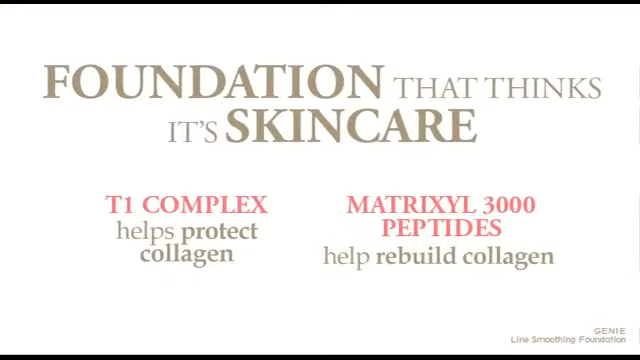 FOUNDATION THAT THINKS
IT'S SKINCARE
T1 COMPLEX
helps protect
collagen
MATRIXYL 3000
PEPTIDES
help rebuild collagen
GENIE
Line Smoothing Foundation